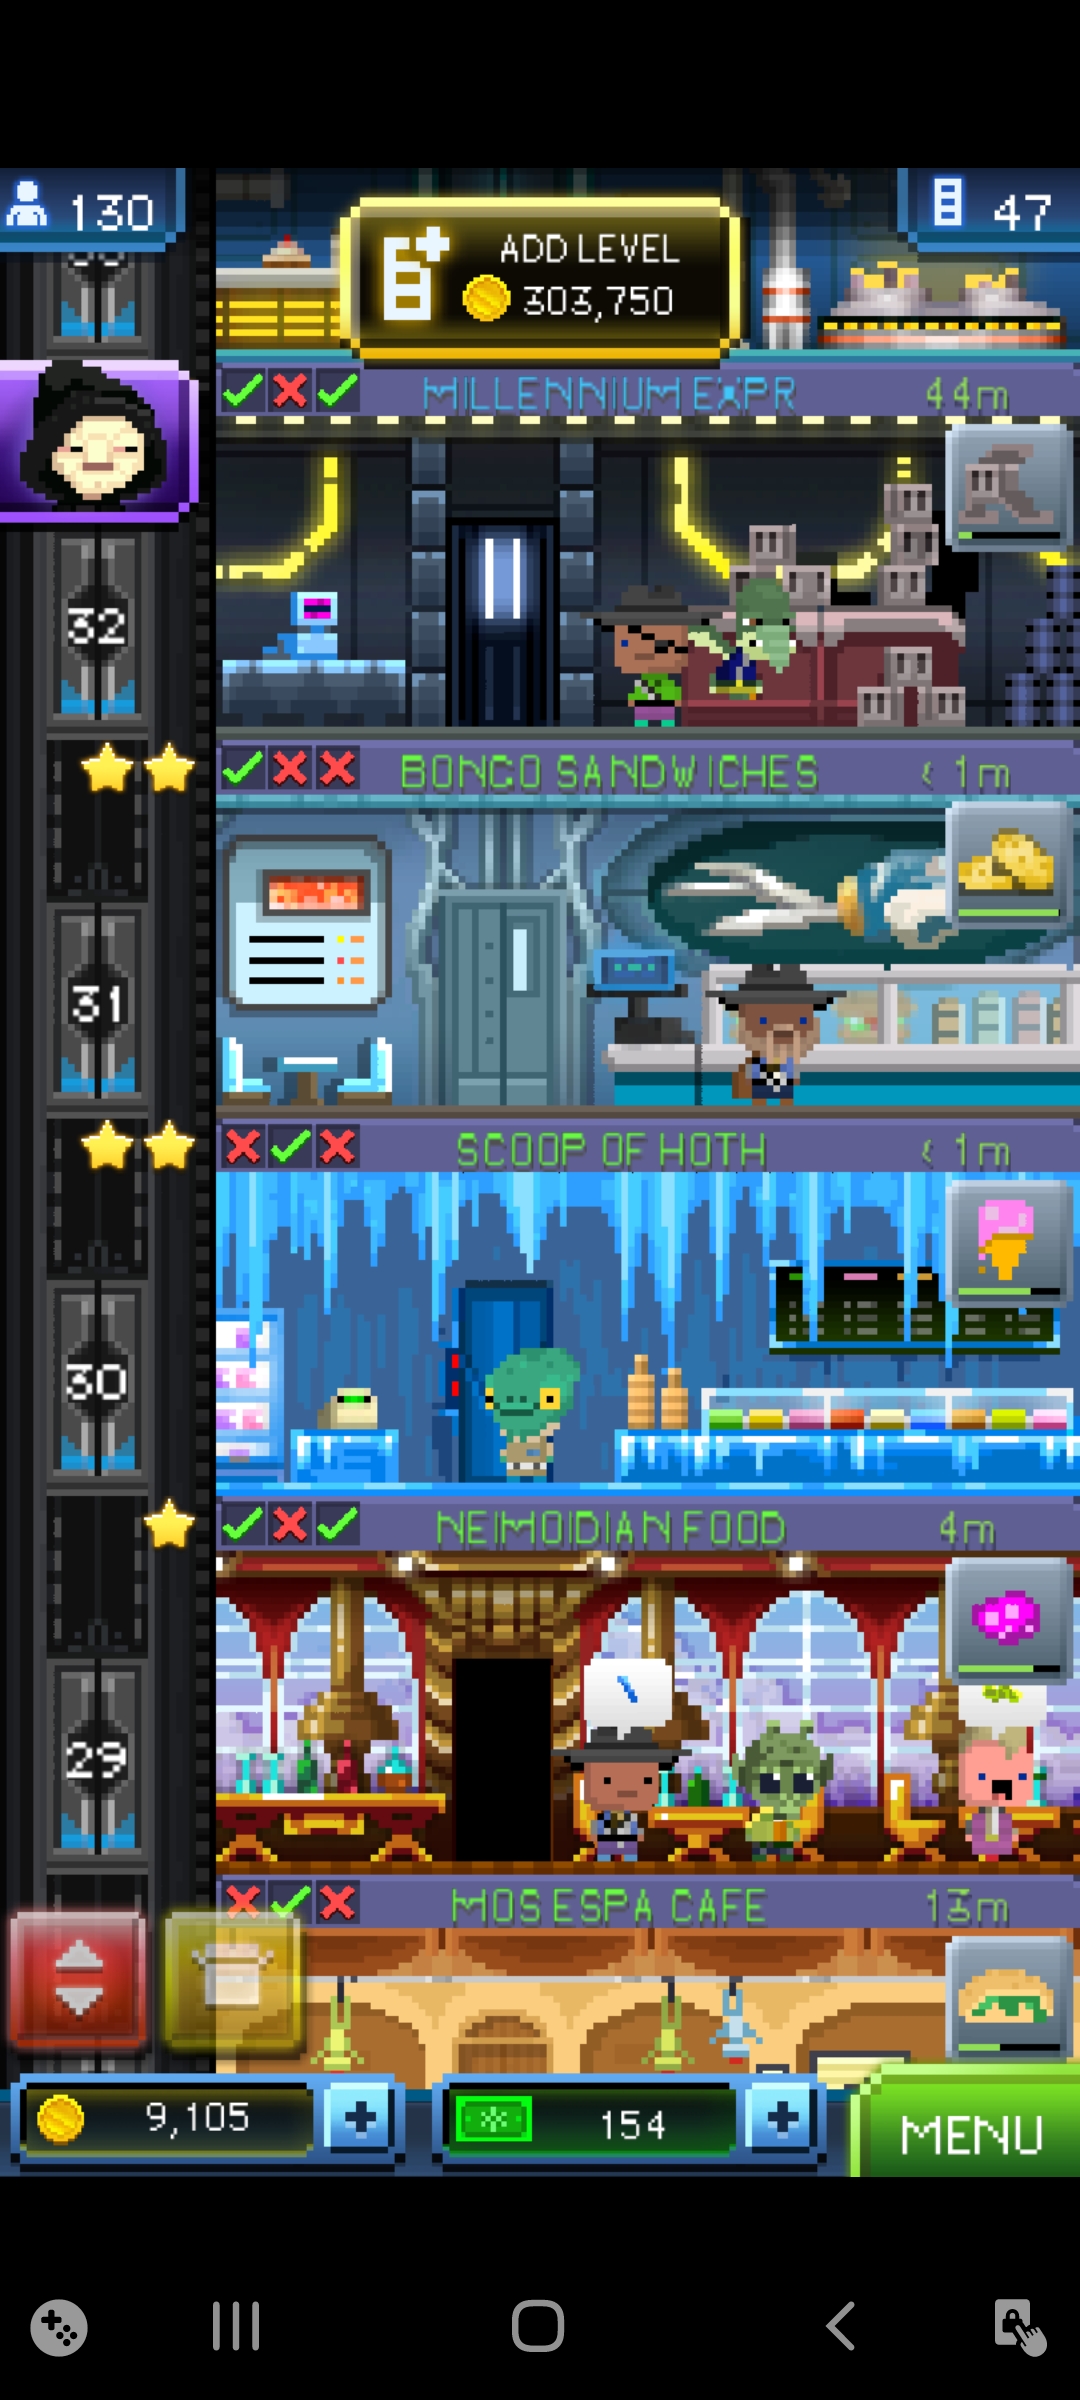 130
ADD LEVEL
303,750
47
MILLENNIUM EXPR
44m
32
BONGO SANDWICHES
< 1m
31
SCOOP OF HOTH
< 1m
30
NEIMOIDIAN FOOD
4m
29
MOS ESPA CAFE
13m
9,105
154
MENU